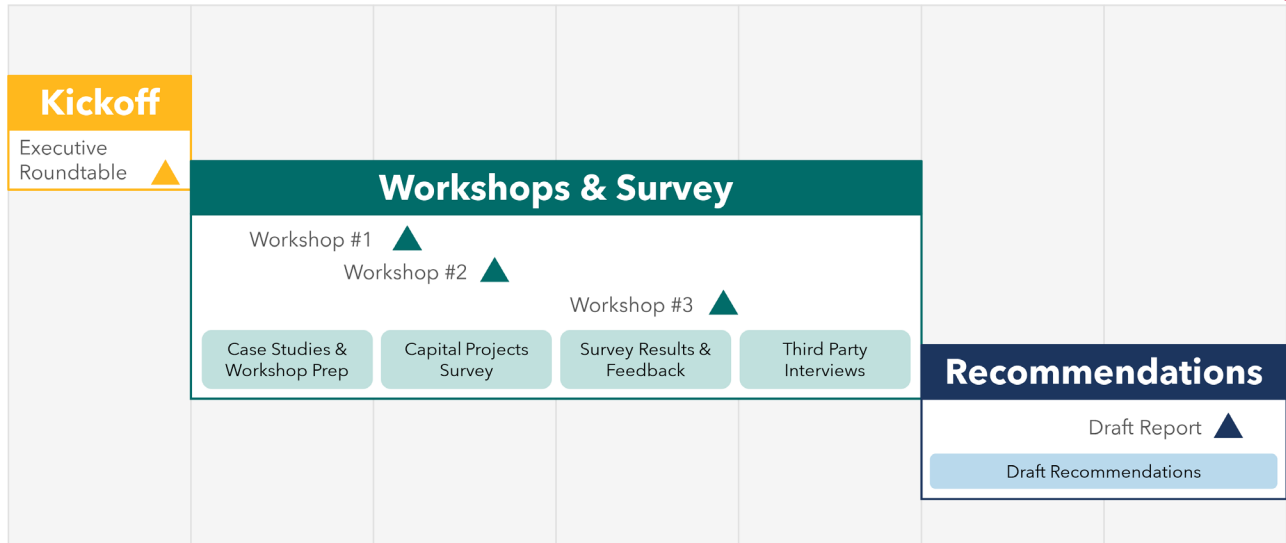 Kickoff
Executive
Roundtable
Workshops & Survey
Workshop #1
Workshop #2
Workshop #3
Case Studies &
Workshop Prep
Capital Projects
Survey
Survey Results &
Feedback
Third Party
Interviews
Recommendations
Draft Report
Draft Recommendations